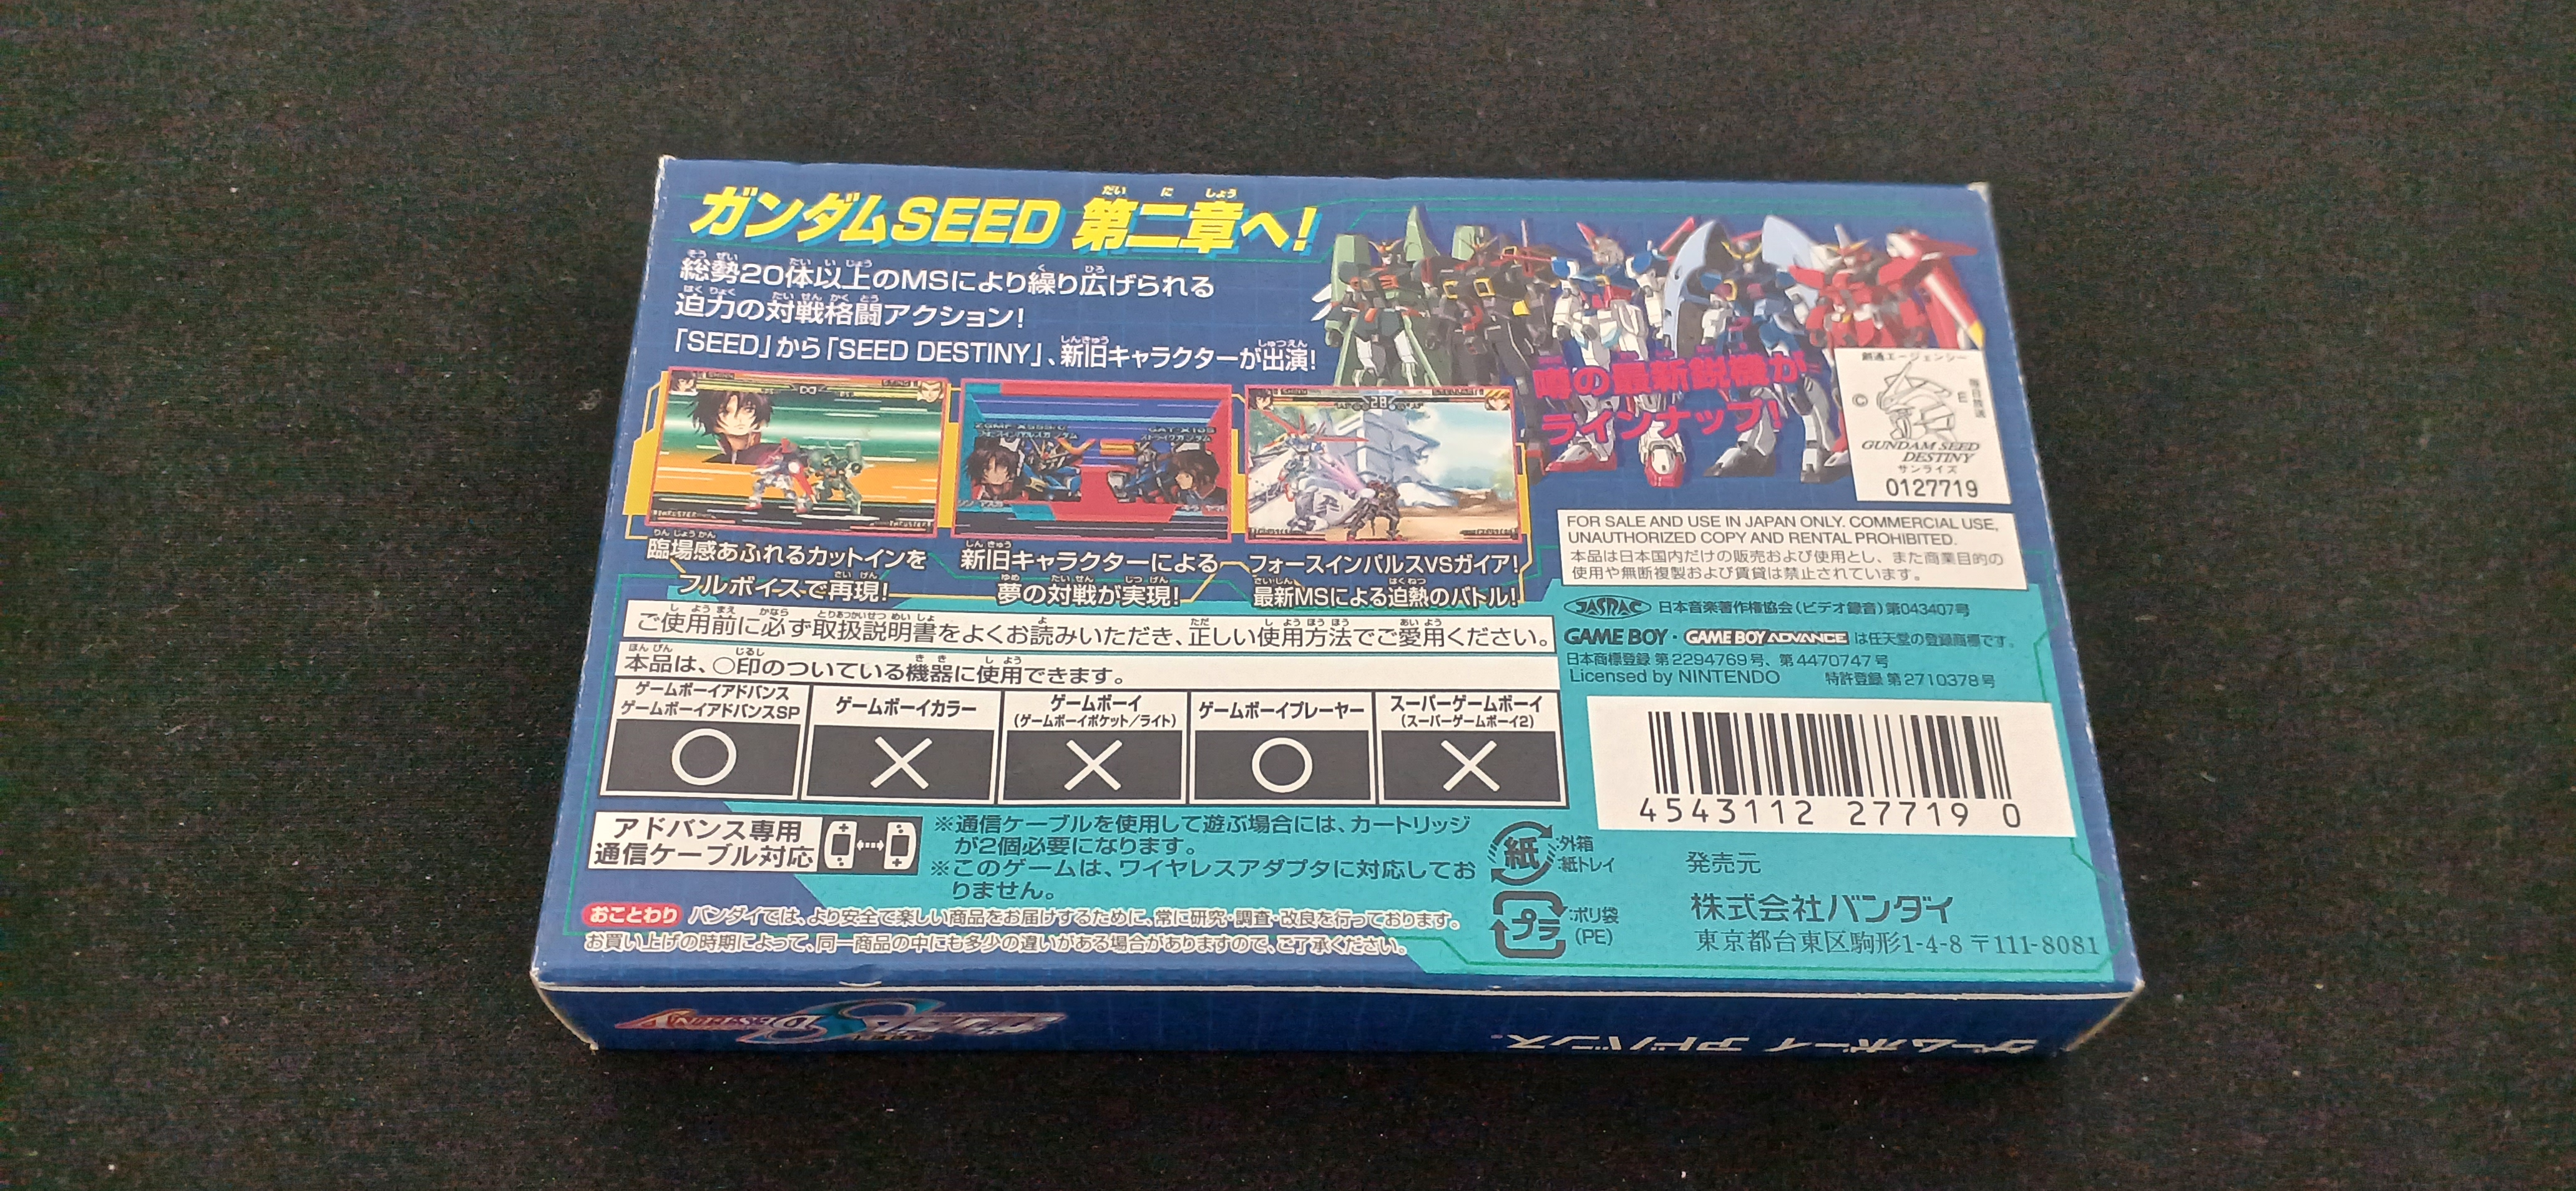 ガンダムSEED 第二章へ!
総勢20体以上のMSにより繰り広げられる
迫力の対戦格闘アクション!
「SEED」から「SEED DESTINY」、新旧キャラクターが出演!
噂の最新鋭機が
ラインナップ!
創通エージェンシー
©
GUNDAM SEED
DESTINY
サンライズ
0127719
28
臨場感あふれるカットインを
フルボイスで再現!
新旧キャラクターによる
夢の対戦が実現!
フォースインパルスVSガイア!
最新MSによる迫熱のバトル!
FOR SALE AND USE IN JAPAN ONLY. COMMERCIAL USE,
UNAUTHORIZED COPY AND RENTAL PROHIBITED.
本品は日本国内だけの販売および使用とし、また商業目的の
使用や無断複製および賃貸は禁止されています。
JASRAC 日本音楽著作権協会(ビデオ録音)第043407号
GAME BOY・GAME BOY ADVANCE は任天堂の登録商標です。
日本商標登録 第2294769号、第4470747号
Licensed by NINTENDO 特許登録 第2710378号
ご使用前に必ず取扱説明書をよくお読みいただき、正しい使用方法でご愛用ください。
本品は、○印のついている機器に使用できます。
ゲームボーイアドバンス
ゲームボーイアドバンスSP
○
ゲームボーイカラー
×
ゲームボーイ
(ゲームボーイポケット/ライト)
×
ゲームボーイプレーヤー
○
スーパーゲームボーイ
(スーパーゲームボーイ2)
×
4543112 27719 0
アドバンス専用
通信ケーブル対応
※通信ケーブルを使用して遊ぶ場合には、カートリッジ
が2個必要になります。
※このゲームは、ワイヤレスアダプタに対応してお
りません。
紙 :外箱
:紙トレイ
プラ :ポリ袋
(PE)
発売元
株式会社バンダイ
東京都台東区駒形1-4-8 〒111-8081
おことわり バンダイでは、より安全で楽しい商品をお届けするために、常に研究・調査・改良を行っております。
お買い上げの時期によって、同一商品の中にも多少の違いがある場合がありますので、ご了承ください。
ゲームボーイ アドバンス